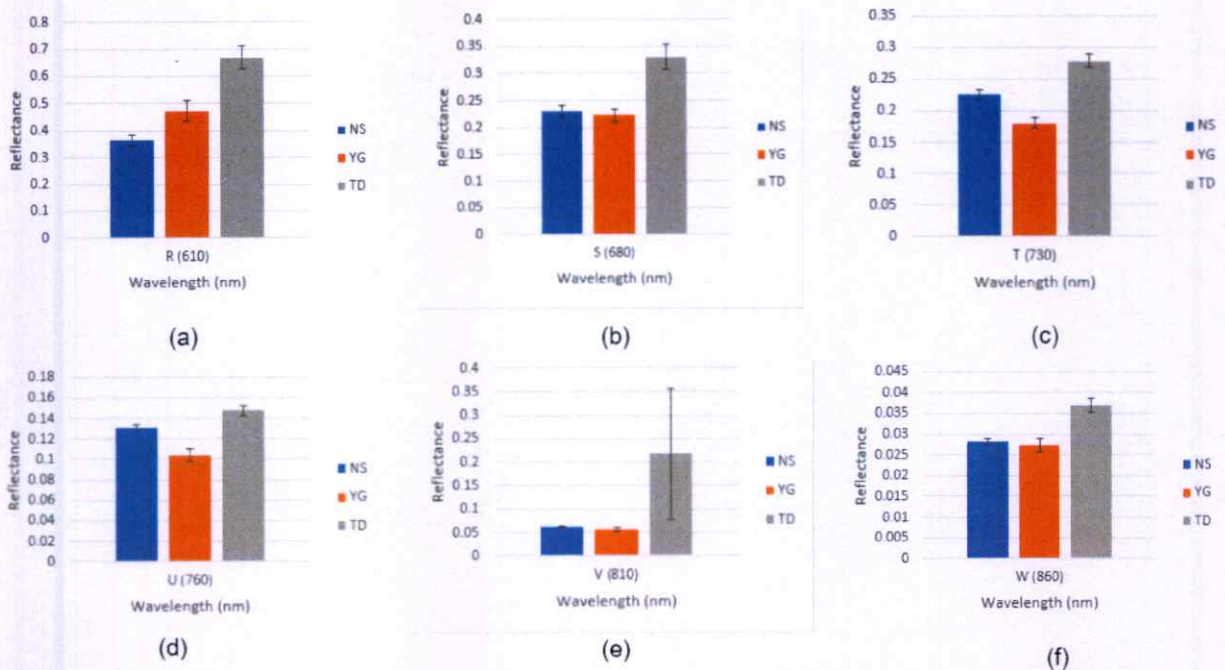 0.8
0.7
0.6
0.5
0.4
0.3
0.2
0.1
0
Reflectance
R (610)
Wavelength (nm)
NS
YG
TD
(a)
0.4
0.35
0.3
0.25
0.2
0.15
0.1
0.05
0
Reflectance
S (680)
Wavelength (nm)
NS
YG
TD
(b)
0.35
0.3
0.25
0.2
0.15
0.1
0.05
0
Reflectance
T (730)
Wavelength (nm)
NS
YG
TD
(c)
0.18
0.16
0.14
0.12
0.1
0.08
0.06
0.04
0.02
0
Reflectance
U (760)
Wavelength (nm)
NS
YG
TD
(d)
0.4
0.35
0.3
0.25
0.2
0.15
0.1
0.05
0
Reflectance
V (810)
Wavelength (nm)
NS
YG
TD
(e)
0.045
0.04
0.035
0.03
0.025
0.02
0.015
0.01
0.005
0
Reflectance
W (860)
Wavelength (nm)
NS
YG
TD
(f)